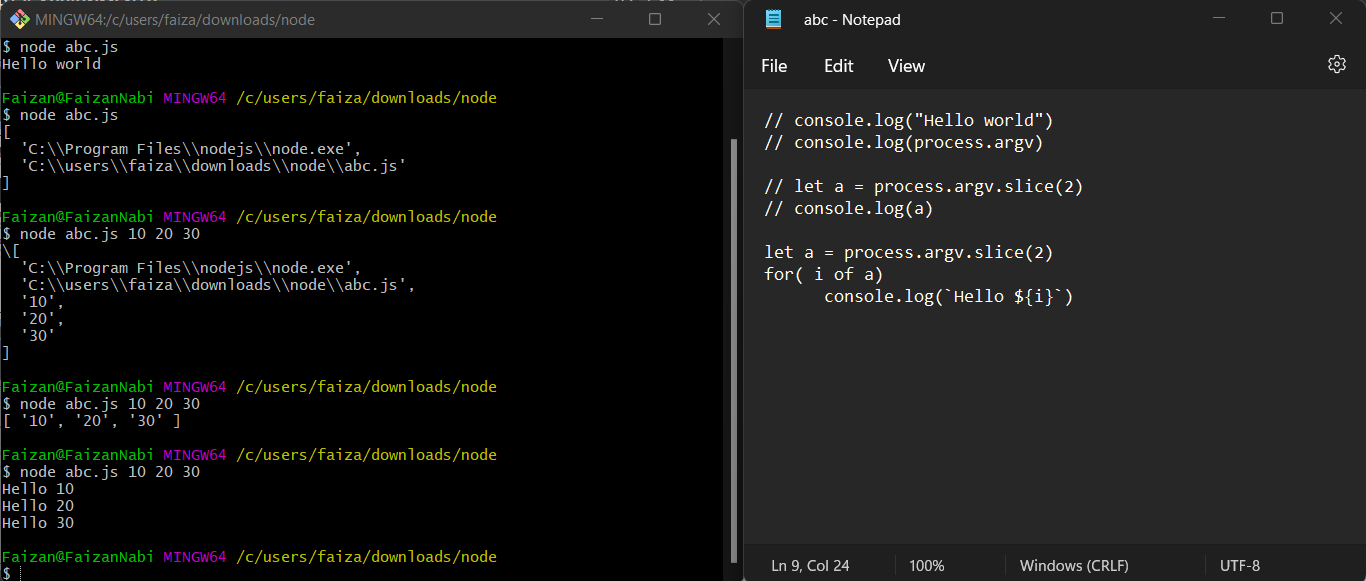 MINGW64:/c/users/faiza/downloads/node
$ node abc.js
Hello world
Faizan@FaizanNabi MINGW64 /c/users/faiza/downloads/node
$ node abc.js
[
  'C:\\Program Files\\nodejs\\node.exe',
  'C:\\users\\faiza\\downloads\\node\\abc.js'
]
Faizan@FaizanNabi MINGW64 /c/users/faiza/downloads/node
$ node abc.js 10 20 30
\[
  'C:\\Program Files\\nodejs\\node.exe',
  'C:\\users\\faiza\\downloads\\node\\abc.js',
  '10',
  '20',
  '30'
]
Faizan@FaizanNabi MINGW64 /c/users/faiza/downloads/node
$ node abc.js 10 20 30
[ '10', '20', '30' ]
Faizan@FaizanNabi MINGW64 /c/users/faiza/downloads/node
$ node abc.js 10 20 30
Hello 10
Hello 20
Hello 30
Faizan@FaizanNabi MINGW64 /c/users/faiza/downloads/node
$
abc - Notepad
File Edit View
// console.log("Hello world")
// console.log(process.argv)
// let a = process.argv.slice(2)
// console.log(a)
let a = process.argv.slice(2)
for( i of a)
      console.log(`Hello ${i}`)
Ln 9, Col 24 100% Windows (CRLF) UTF-8